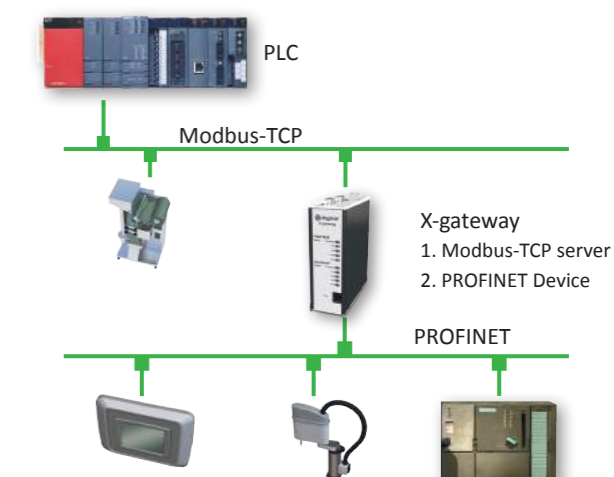 PLC
Modbus-TCP
X-gateway
1. Modbus-TCP server
2. PROFINET Device
PROFINET